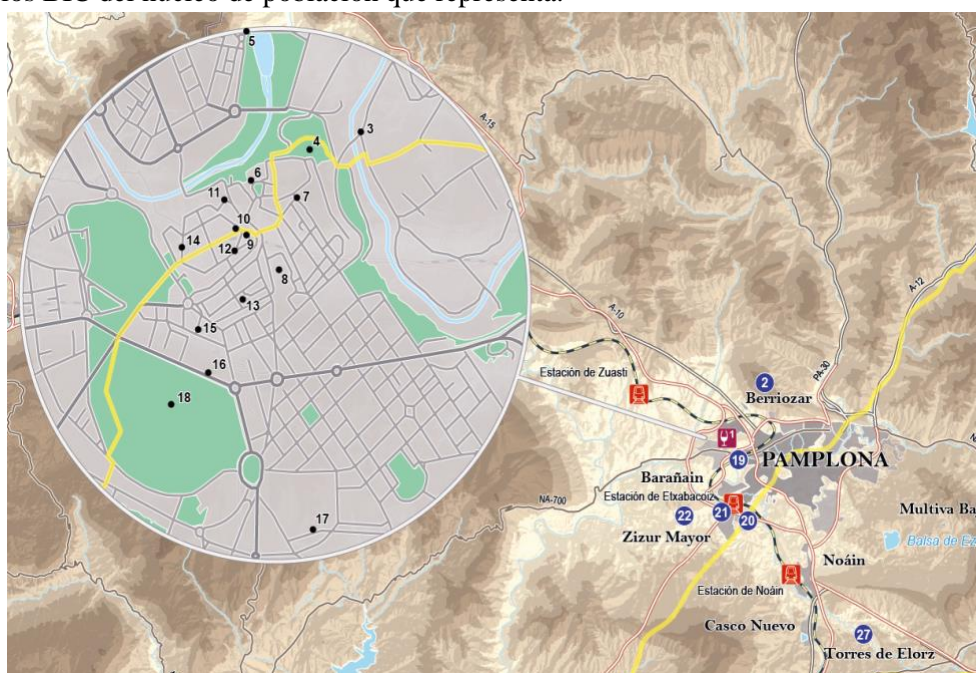 los BIC del núcleo de población que representa.
5
3
4
6
7
11
10
9
14
12
8
13
15
16
18
17
A-15
A-10
A-12
PA-30
Estación de Zuasti
2
Berriozar
1
19
PAMPLONA
Barañain
Estación de Etxabacoiz
NA-700
22
21
20
Zizur Mayor
Multiva Ba
Noáin
Estación de Noáin
Casco Nuevo
27
Torres de Elorz